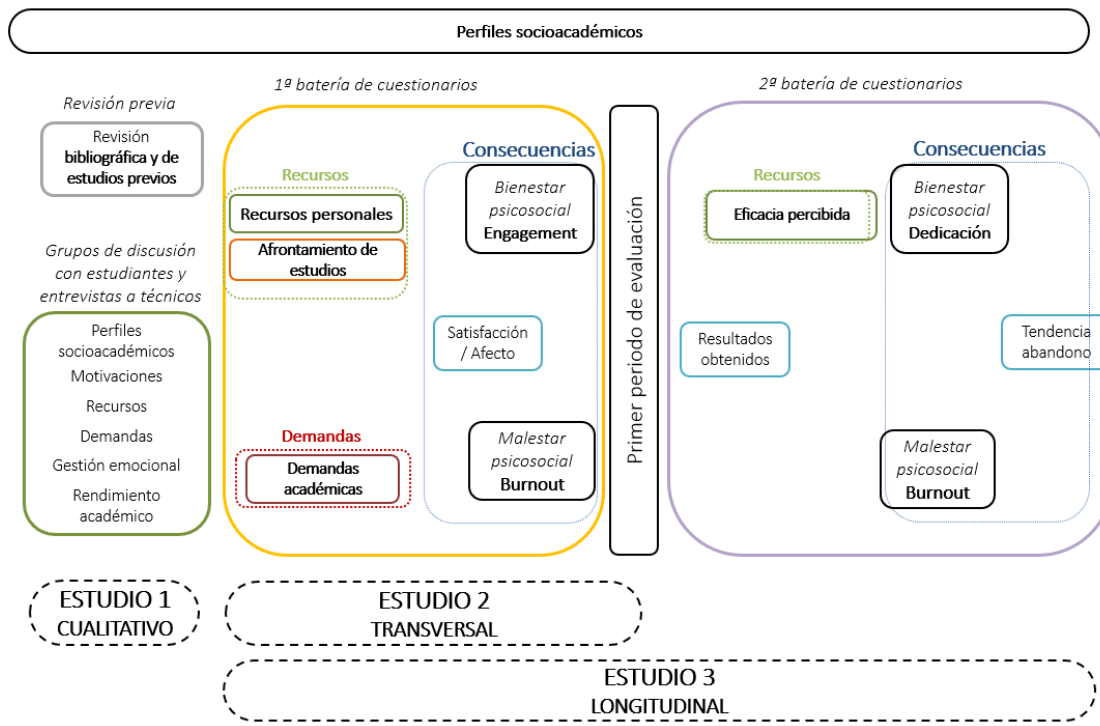 Perfiles socioacadémicos
Revisión previa
Revisión
bibliográfica y de
estudios previos
Grupos de discusión
con estudiantes y
entrevistas a técnicos
Perfiles
socioacadémicos
Motivaciones
Recursos
Demandas
Gestión emocional
Rendimiento
académico
1ª batería de cuestionarios
Recursos
Recursos personales
Afrontamiento de
estudios
Demandas
Demandas
académicas
Consecuencias
Bienestar
psicosocial
Engagement
Satisfacción
/ Afecto
Malestar
psicosocial
Burnout
Primer periodo de evaluación
2ª batería de cuestionarios
Recursos
Eficacia percibida
Resultados
obtenidos
Consecuencias
Bienestar
psicosocial
Dedicación
Tendencia
abandono
Malestar
psicosocial
Burnout
ESTUDIO 1
CUALITATIVO
ESTUDIO 2
TRANSVERSAL
ESTUDIO 3
LONGITUDINAL